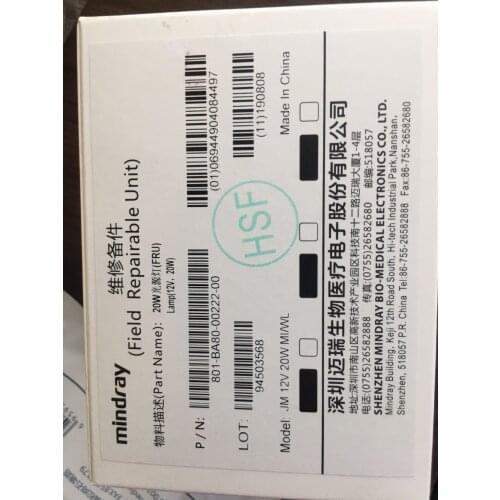 mindray
维修备件
(Field Repairable Unit)
物料描述(Part Name): 20W光源灯(FRU)
Lamp(12V, 20W)
P / N: 801-BA80-00222-00
(01)06944904084497
LOT: 94503568
(11)190808
Model: JM 12V 20W MI/WL
Made In China
HSF
深圳迈瑞生物医疗电子股份有限公司
地址:深圳市南山区高新技术产业园区科技南十二路迈瑞大厦1-4层
电话:(0755)26582888 传真:(0755)26582680 邮编:518057
SHENZHEN MINDRAY BIO-MEDICAL ELECTRONICS CO., LTD.
Mindray Building, Keji 12th Road South, Hi-tech Industrial Park,Nanshan,
Shenzhen, 518057 P.R. China Tel:86-755-26582888 Fax:86-755-26582680